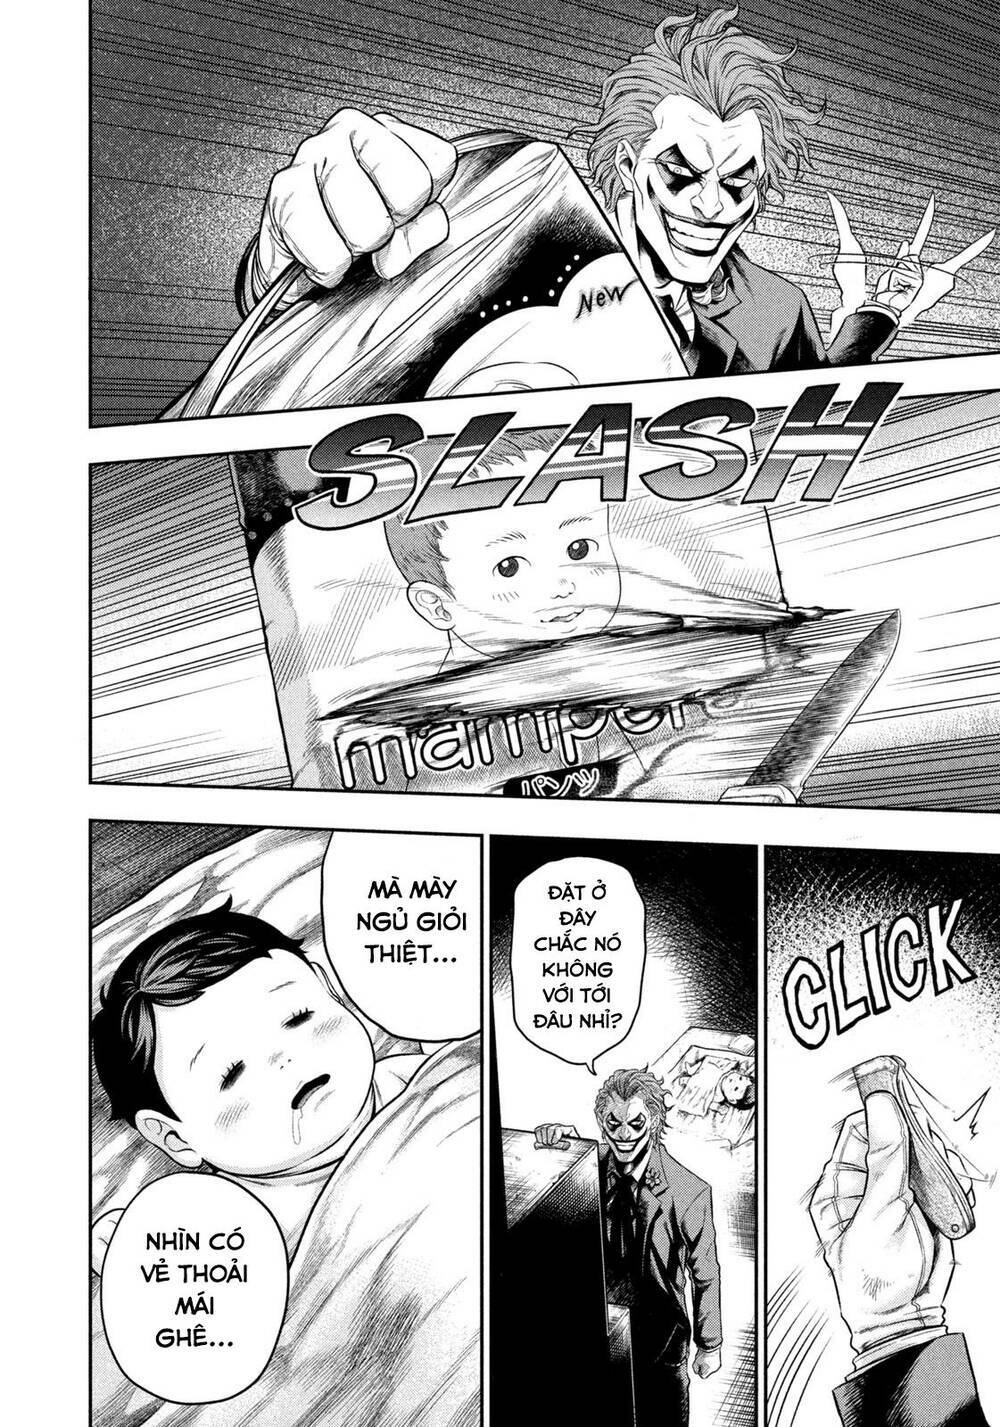 New
SLASH
mampers
パンツ
CLICK
ĐẶT Ở
ĐÂY
CHẮC NÓ
KHÔNG
VỚI TỚI
ĐÂU NHỈ?
MÀ MÀY
NGỦ GIỎI
THIỆT...
NHÌN CÓ
VẺ THOẢI
MÁI
GHÊ...